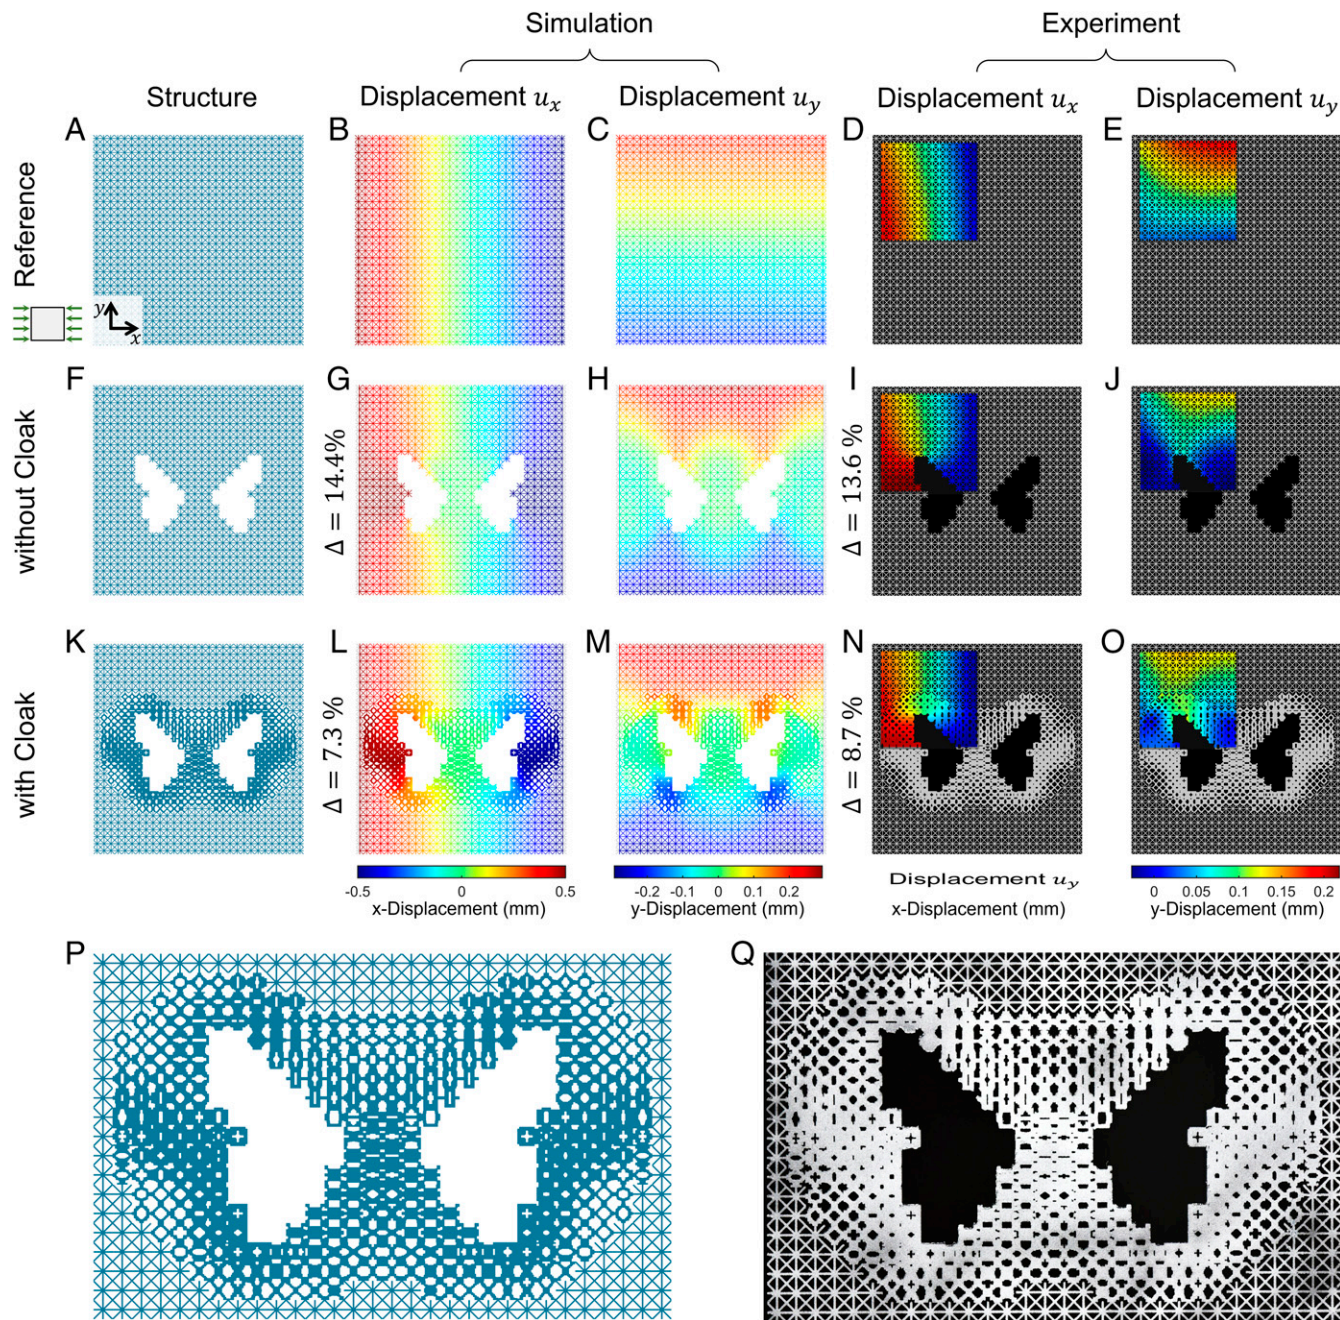 Simulation
Experiment
Structure
Displacement uₓ
Displacement u_y
Displacement uₓ
Displacement u_y
A
B
C
D
E
Reference
y
x
F
G
H
I
J
without Cloak
Δ = 14.4%
Δ = 13.6 %
K
L
M
N
O
with Cloak
Δ = 7.3 %
Δ = 8.7 %
-0.5 0 0.5
x-Displacement (mm)
-0.2 -0.1 0 0.1 0.2
y-Displacement (mm)
Displacement u_y
x-Displacement (mm)
0 0.05 0.1 0.15 0.2
y-Displacement (mm)
P
Q